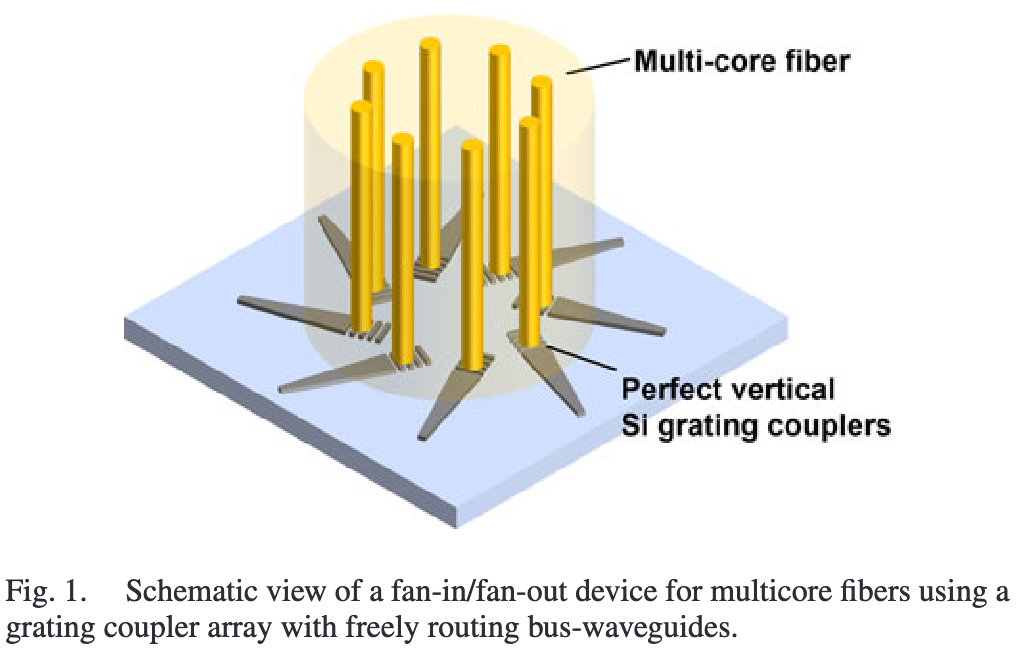 Multi-core fiber
Perfect vertical
Si grating couplers
Fig. 1. Schematic view of a fan-in/fan-out device for multicore fibers using a
grating coupler array with freely routing bus-waveguides.